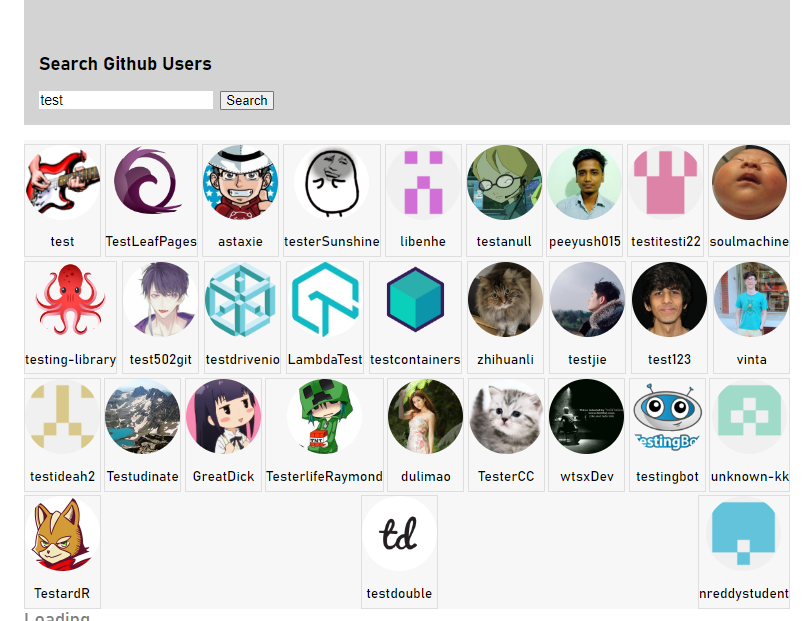 Search Github Users
test
Search
test TestLeafPages astaxie testerSunshine libenhe testanull peeyush015 testitesti22 soulmachine
testing-library test502git testdrivenio LambdaTest testcontainers zhihuanli testjie test123 vinta
TestingBo
testideah2 Testudinate GreatDick TesterlifeRaymond dulimao TesterCC wtsxDev testingbot unknown-kk
td
TestardR testdouble nreddystudent
Loading